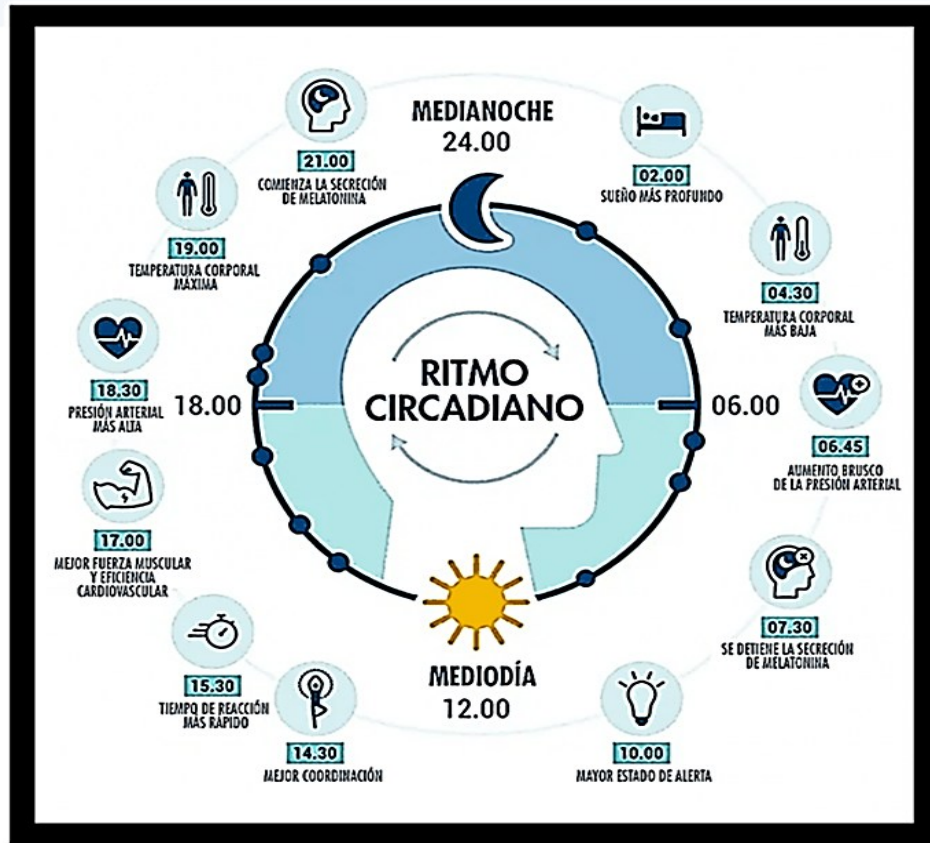 MEDIANOCHE
24.00
02.00
SUEÑO MÁS PROFUNDO
04.30
TEMPERATURA CORPORAL
MÁS BAJA
06.00
06.45
AUMENTO BRUSCO
DE LA PRESIÓN ARTERIAL
07.30
SE DETIENE LA SECRECIÓN
DE MELATONINA
10.00
MAYOR ESTADO DE ALERTA
MEDIODÍA
12.00
14.30
MEJOR COORDINACIÓN
15.30
TIEMPO DE REACCIÓN
MÁS RÁPIDO
17.00
MEJOR FUERZA MUSCULAR
Y EFICIENCIA
CARDIOVASCULAR
18.00
18.30
PRESIÓN ARTERIAL
MÁS ALTA
19.00
TEMPERATURA CORPORAL
MÁXIMA
21.00
COMIENZA LA SECRECIÓN
DE MELATONINA
RITMO
CIRCADIANO